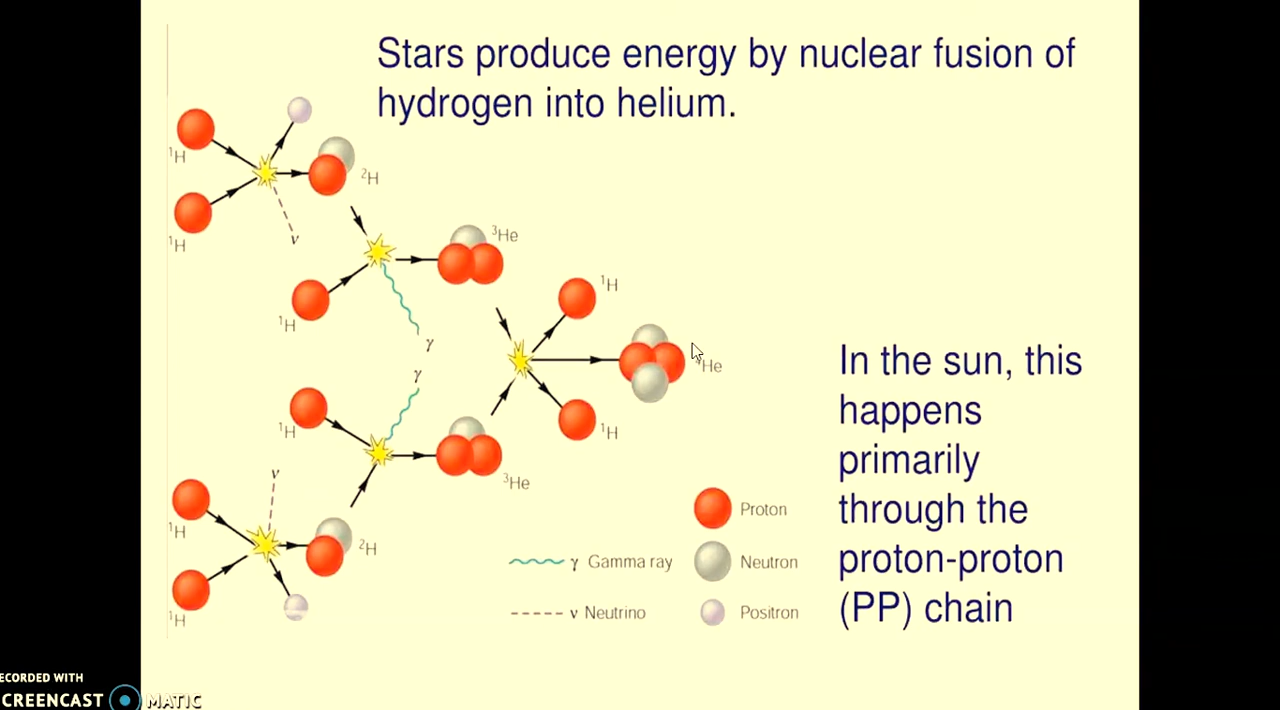 Stars produce energy by nuclear fusion of
hydrogen into helium.
¹H
²H
¹H
ν
³He
¹H
γ
¹H
⁴He
γ
¹H
¹H
ν
³He
¹H
²H
¹H
In the sun, this
happens
primarily
through the
proton-proton
(PP) chain
Proton
γ Gamma ray
Neutron
ν Neutrino
Positron
ECORDED WITH
CREENCAST
MATIC